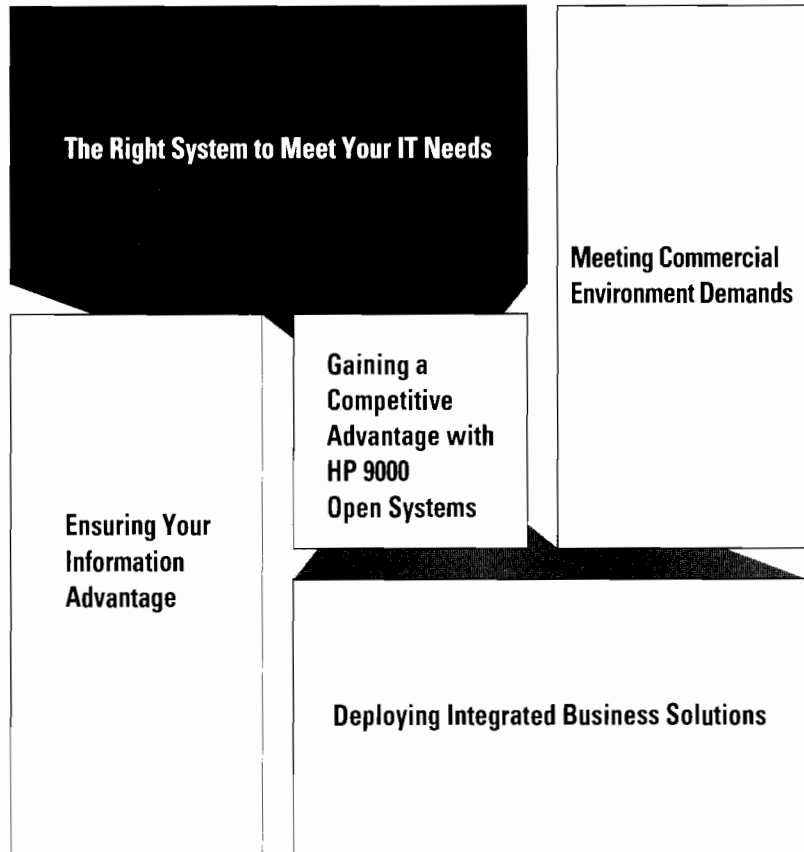 The Right System to Meet Your IT Needs
Meeting Commercial
Environment Demands
Gaining a
Competitive
Advantage with
HP 9000
Open Systems
Ensuring Your
Information
Advantage
Deploying Integrated Business Solutions